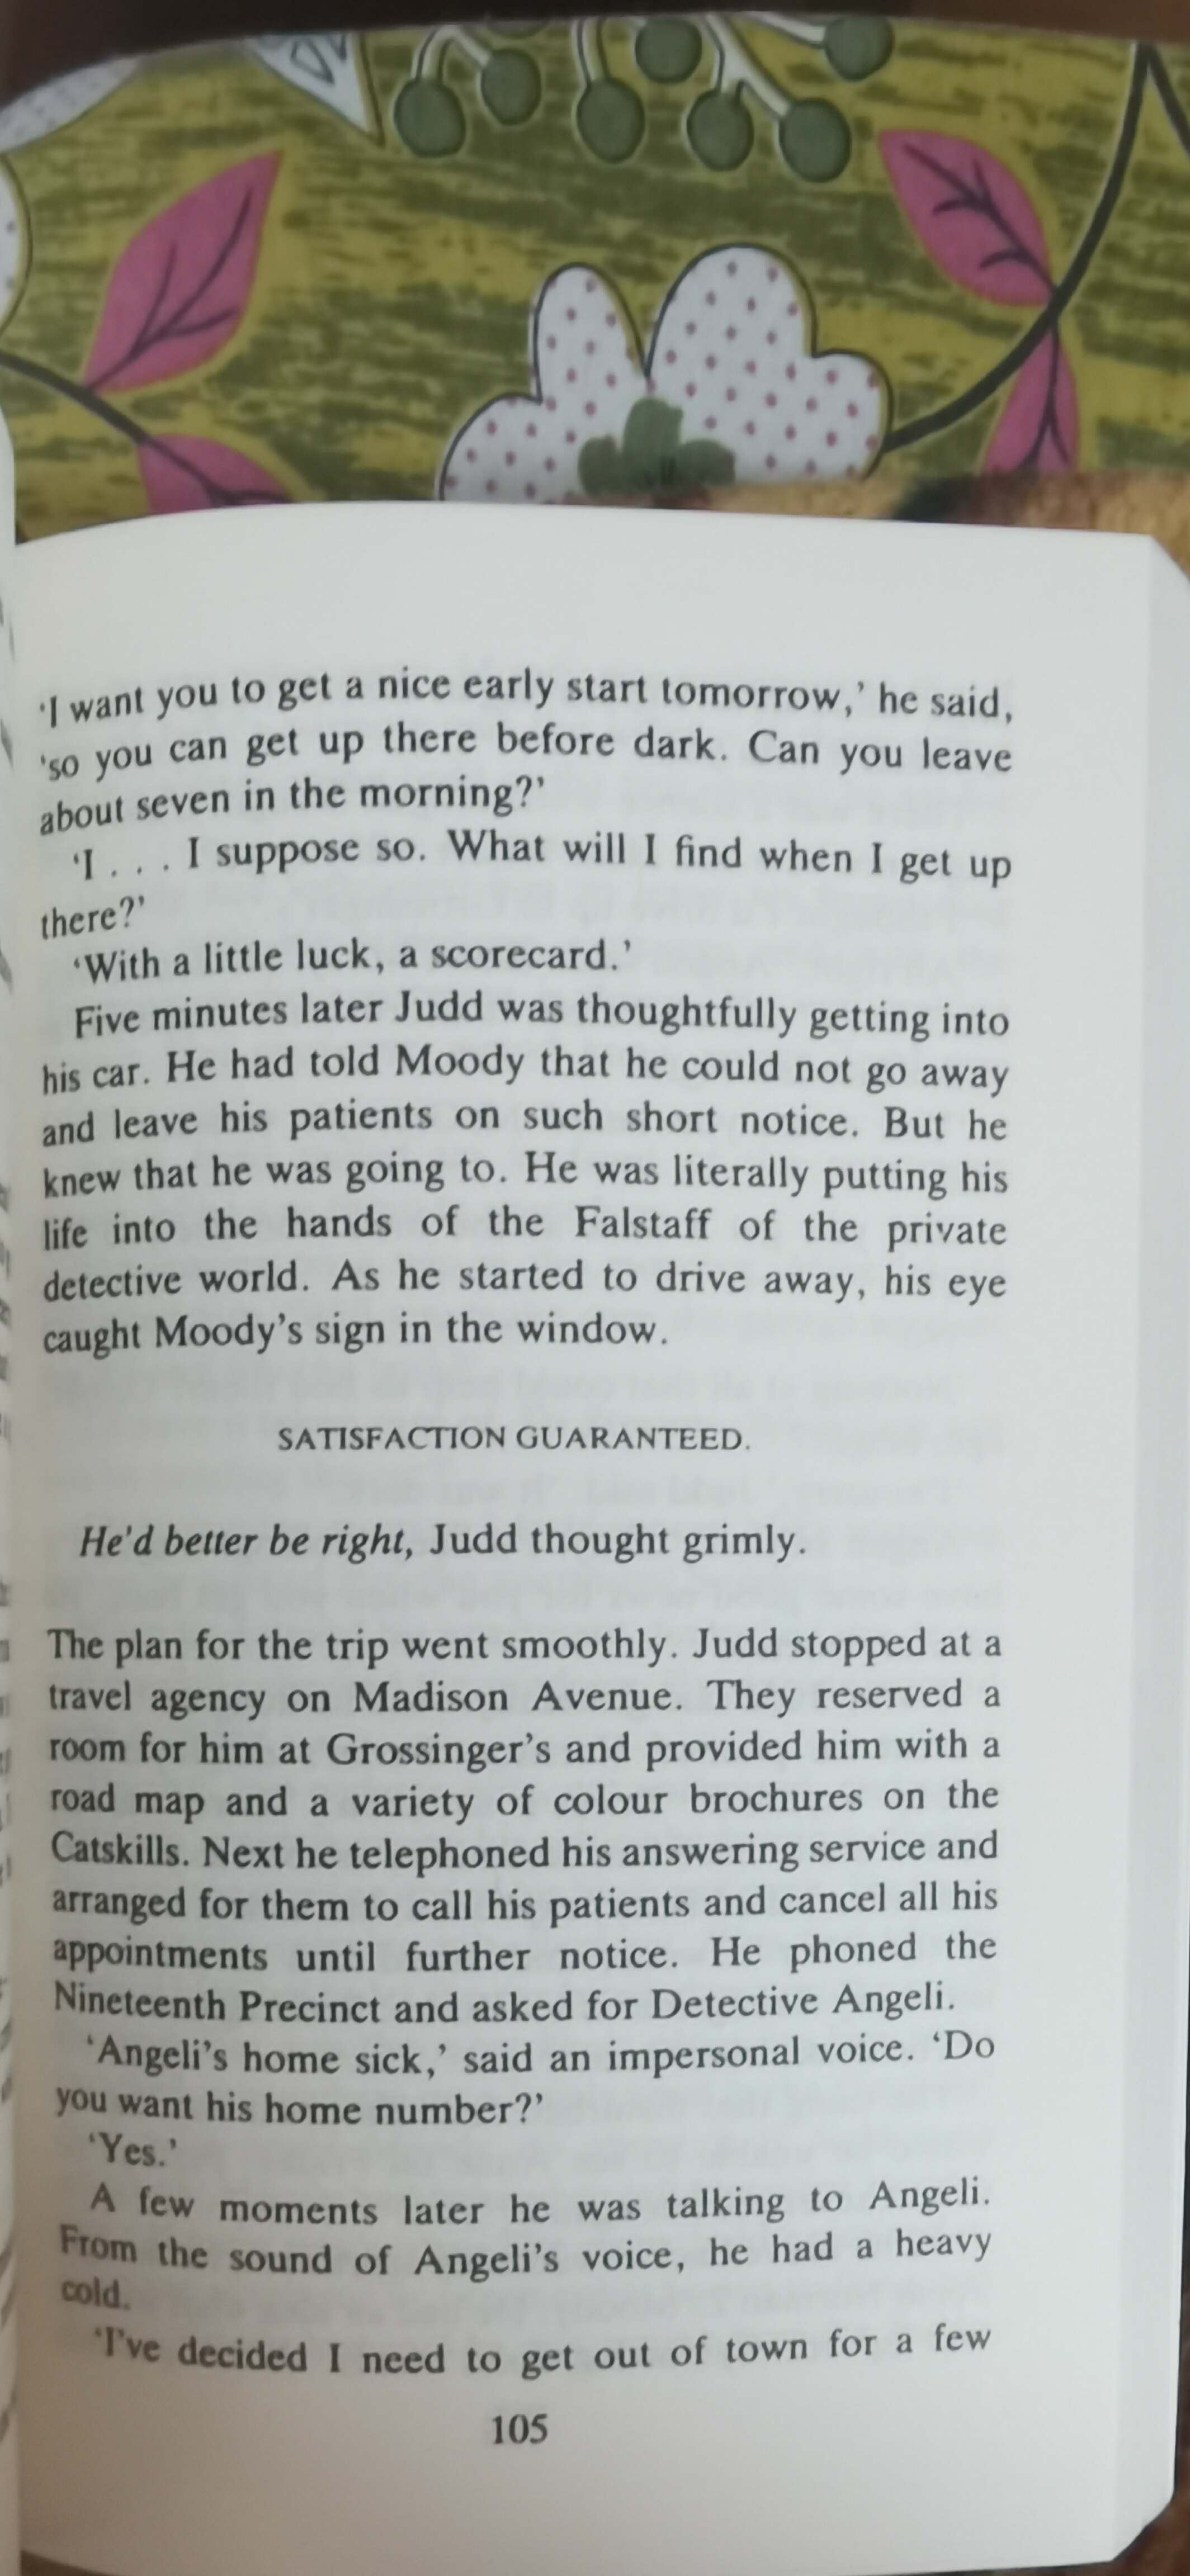 ‘I want you to get a nice early start tomorrow,’ he said,
‘so you can get up there before dark. Can you leave
about seven in the morning?’
‘I . . . I suppose so. What will I find when I get up
there?’
‘With a little luck, a scorecard.’
Five minutes later Judd was thoughtfully getting into
his car. He had told Moody that he could not go away
and leave his patients on such short notice. But he
knew that he was going to. He was literally putting his
life into the hands of the Falstaff of the private
detective world. As he started to drive away, his eye
caught Moody’s sign in the window.
SATISFACTION GUARANTEED.
He'd better be right, Judd thought grimly.
The plan for the trip went smoothly. Judd stopped at a
travel agency on Madison Avenue. They reserved a
room for him at Grossinger’s and provided him with a
road map and a variety of colour brochures on the
Catskills. Next he telephoned his answering service and
arranged for them to call his patients and cancel all his
appointments until further notice. He phoned the
Nineteenth Precinct and asked for Detective Angeli.
‘Angeli’s home sick,’ said an impersonal voice. ‘Do
you want his home number?’
‘Yes.’
A few moments later he was talking to Angeli.
From the sound of Angeli’s voice, he had a heavy
cold.
‘I’ve decided I need to get out of town for a few
105